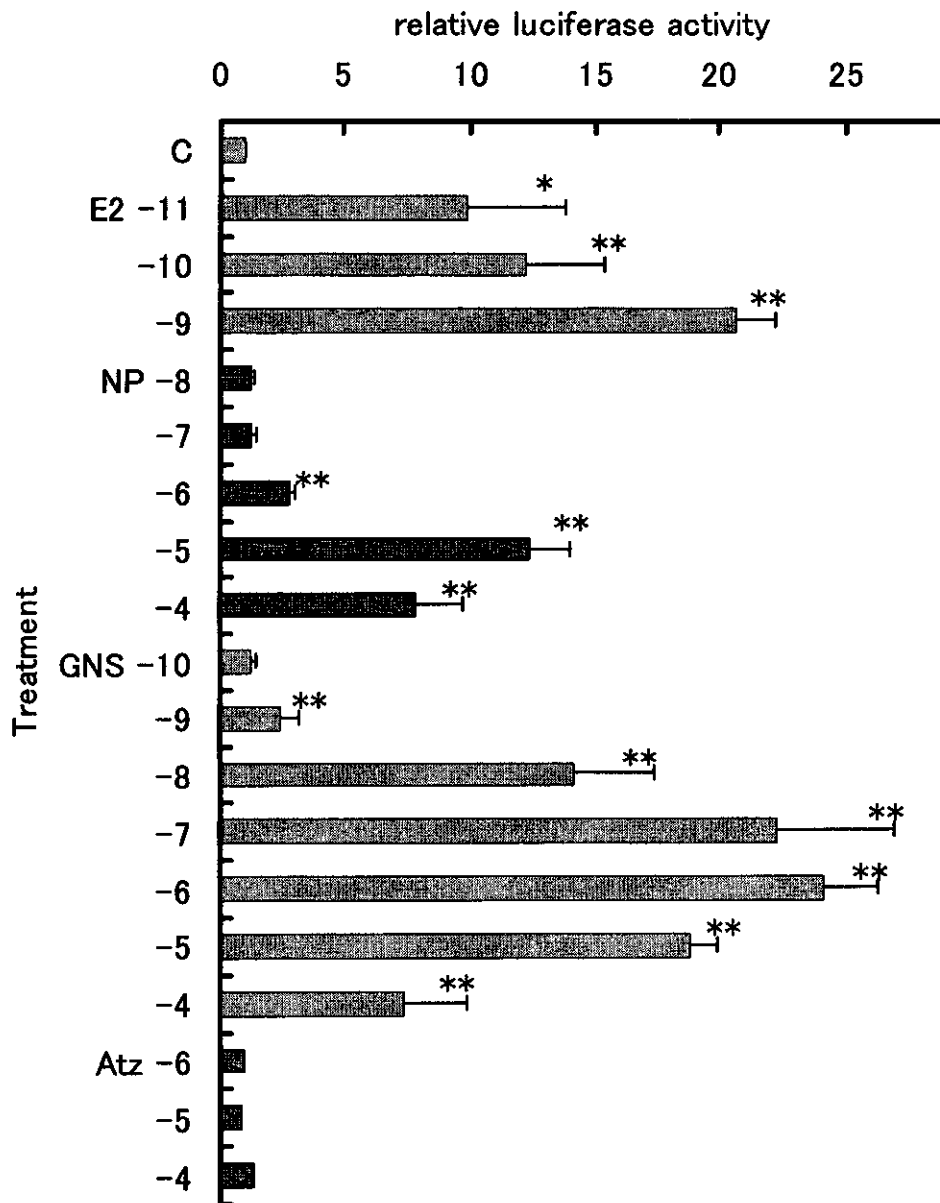 relative luciferase activity
0 5 10 15 20 25
C
E2 -11 *
-10 **
-9 **
NP -8
-7
-6 **
-5 **
-4 **
GNS -10
-9 **
-8 **
-7 **
-6 **
-5 **
-4 **
Atz -6
-5
-4
Treatment